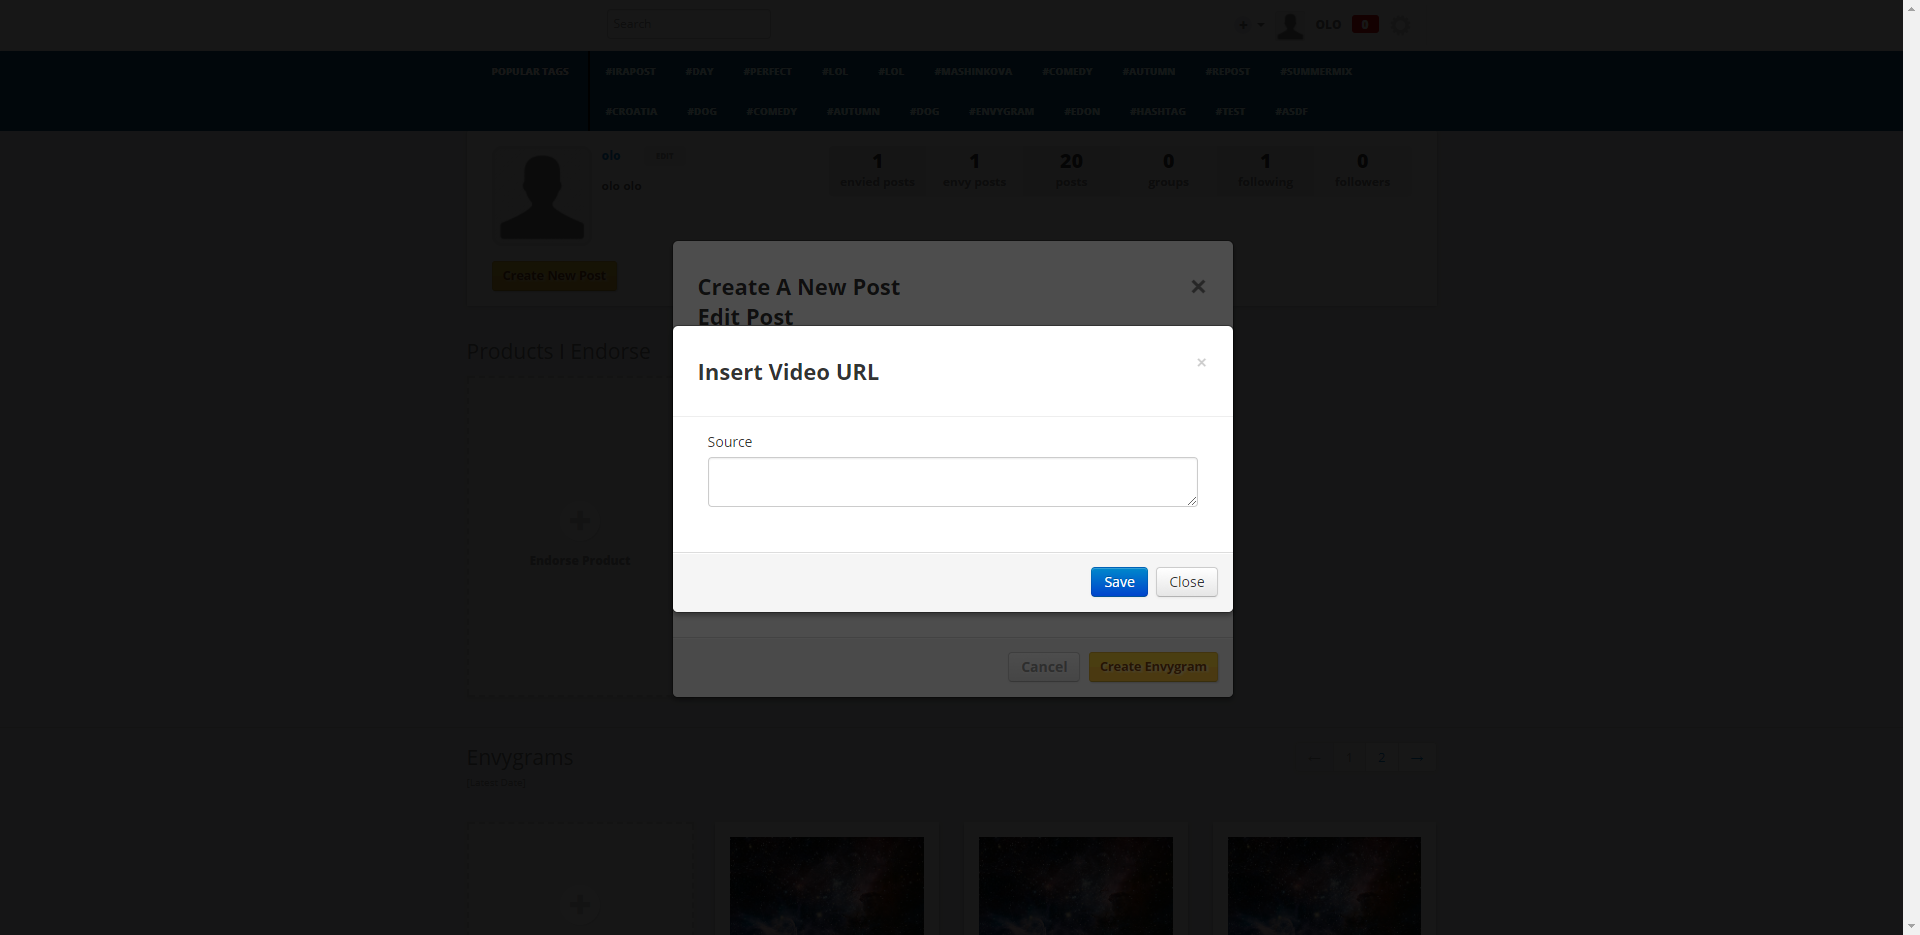 Search
OLO 0
#POPULAR TAGS #IRAPOST #DAY #PERFECT #LOL #LOL #MASHINKOVA #COMEDY #AUTUMN #REPOST #SUMMERMIX
#CROATIA #DOG #COMEDY #AUTUMN #DOG #ENVYGRAM #EDON #HASHTAG #TEST #ASDF
olo
olo olo
1 1 20 0 1 0
envied posts envy posts posts groups following followers
Create New Post
Create A New Post ×
Edit Post
Products I Endorse
Insert Video URL ×
Source
Endorse Product
Save Close
Cancel Create Envygram
Envygrams
← 1 2 →